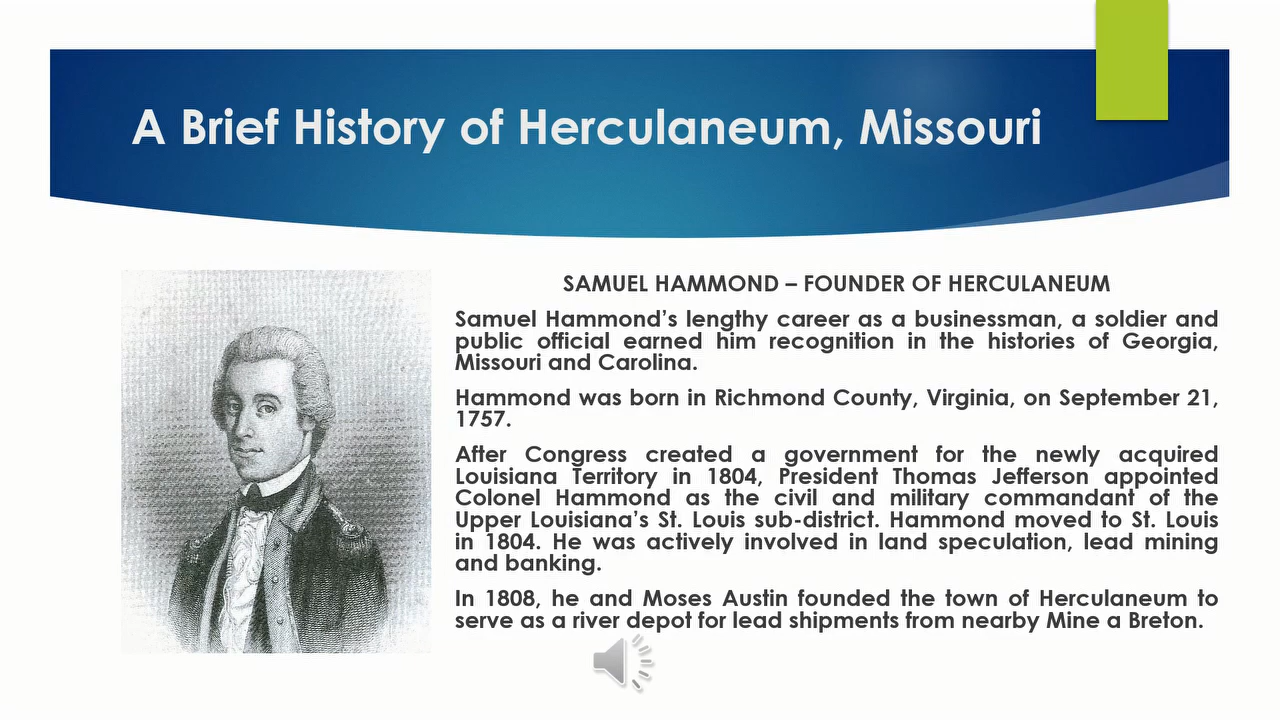 A Brief History of Herculaneum, Missouri
SAMUEL HAMMOND – FOUNDER OF HERCULANEUM
Samuel Hammond's lengthy career as a businessman, a soldier and
public official earned him recognition in the histories of Georgia,
Missouri and Carolina.
Hammond was born in Richmond County, Virginia, on September 21,
1757.
After Congress created a government for the newly acquired
Louisiana Territory in 1804, President Thomas Jefferson appointed
Colonel Hammond as the civil and military commandant of the
Upper Louisiana's St. Louis sub-district. Hammond moved to St. Louis
in 1804. He was actively involved in land speculation, lead mining
and banking.
In 1808, he and Moses Austin founded the town of Herculaneum to
serve as a river depot for lead shipments from nearby Mine a Breton.